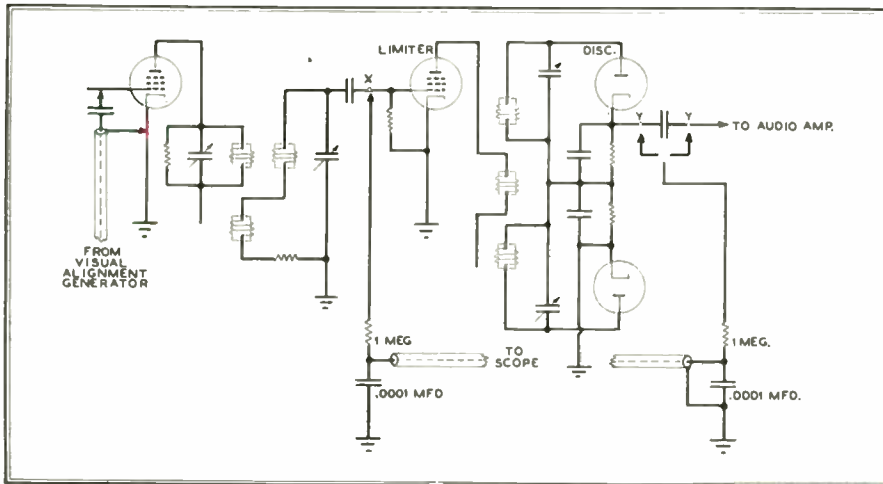 LIMITER
DISC.
X
Y
Y
TO AUDIO AMP.
FROM
VISUAL
ALIGNMENT
GENERATOR
1 MEG
TO
SCOPE
1 MEG.
.0001 MFD
.0001 MFD.